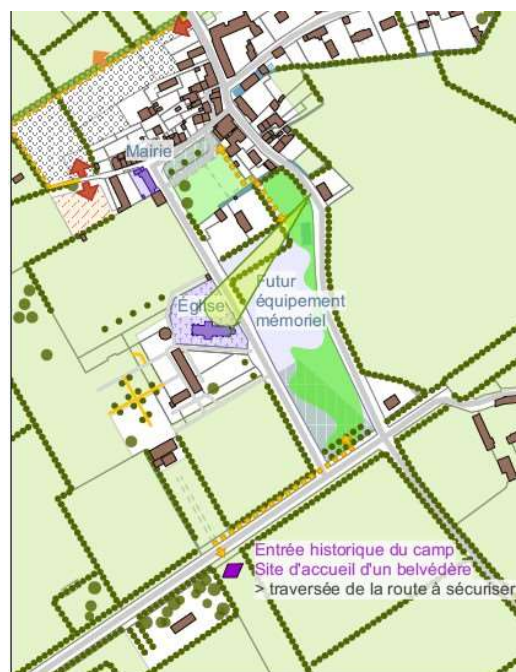 Mairie
Église
Futur
équipement
mémoriel
Entrée historique du camp
Site d'accueil d'un belvédère
> traversée de la route à sécuriser